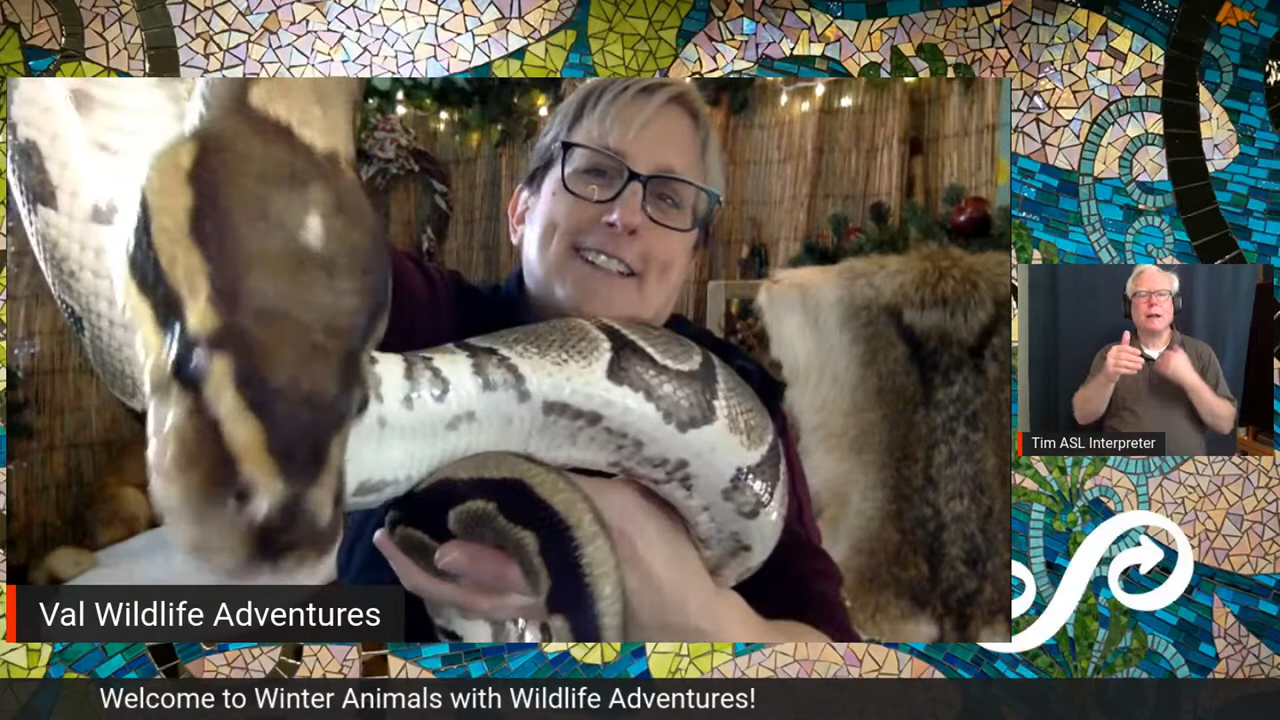 Tim ASL Interpreter
Val Wildlife Adventures
Welcome to Winter Animals with Wildlife Adventures!